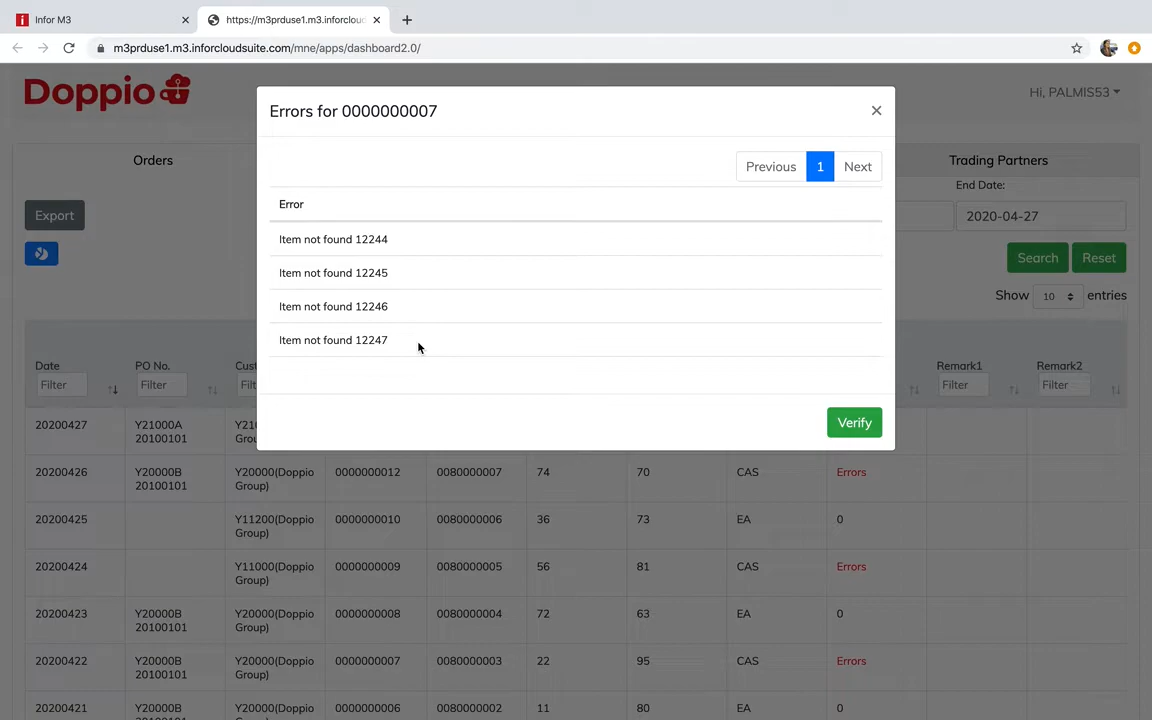 Infor M3
https://m3prduse1.m3.inforcloud
m3prduse1.m3.inforcloudsuite.com/mne/apps/dashboard2.0/
Doppio
Hi, PALMIS53
Errors for 0000000007
Previous 1 Next
Error
Item not found 12244
Item not found 12245
Item not found 12246
Item not found 12247
Verify
Orders
Trading Partners
Export
End Date:
2020-04-27
Search Reset
Show 10 entries
Date PO No. Cust Remark1 Remark2
Filter Filter Filt Filter Filter
20200427 Y21000A Y210
20100101 Grou
20200426 Y20000B Y20000(Doppio 0000000012 0080000007 74 70 CAS Errors
20100101 Group)
20200425 Y11200(Doppio 0000000010 0080000006 36 73 EA 0
Group)
20200424 Y11000(Doppio 0000000009 0080000005 56 81 CAS Errors
Group)
20200423 Y20000B Y20000(Doppio 0000000008 0080000004 72 63 EA 0
20100101 Group)
20200422 Y20000B Y20000(Doppio 0000000007 0080000003 22 95 CAS Errors
20100101 Group)
20200421 Y20000B Y20000(Doppio 0000000006 0080000002 11 80 EA 0